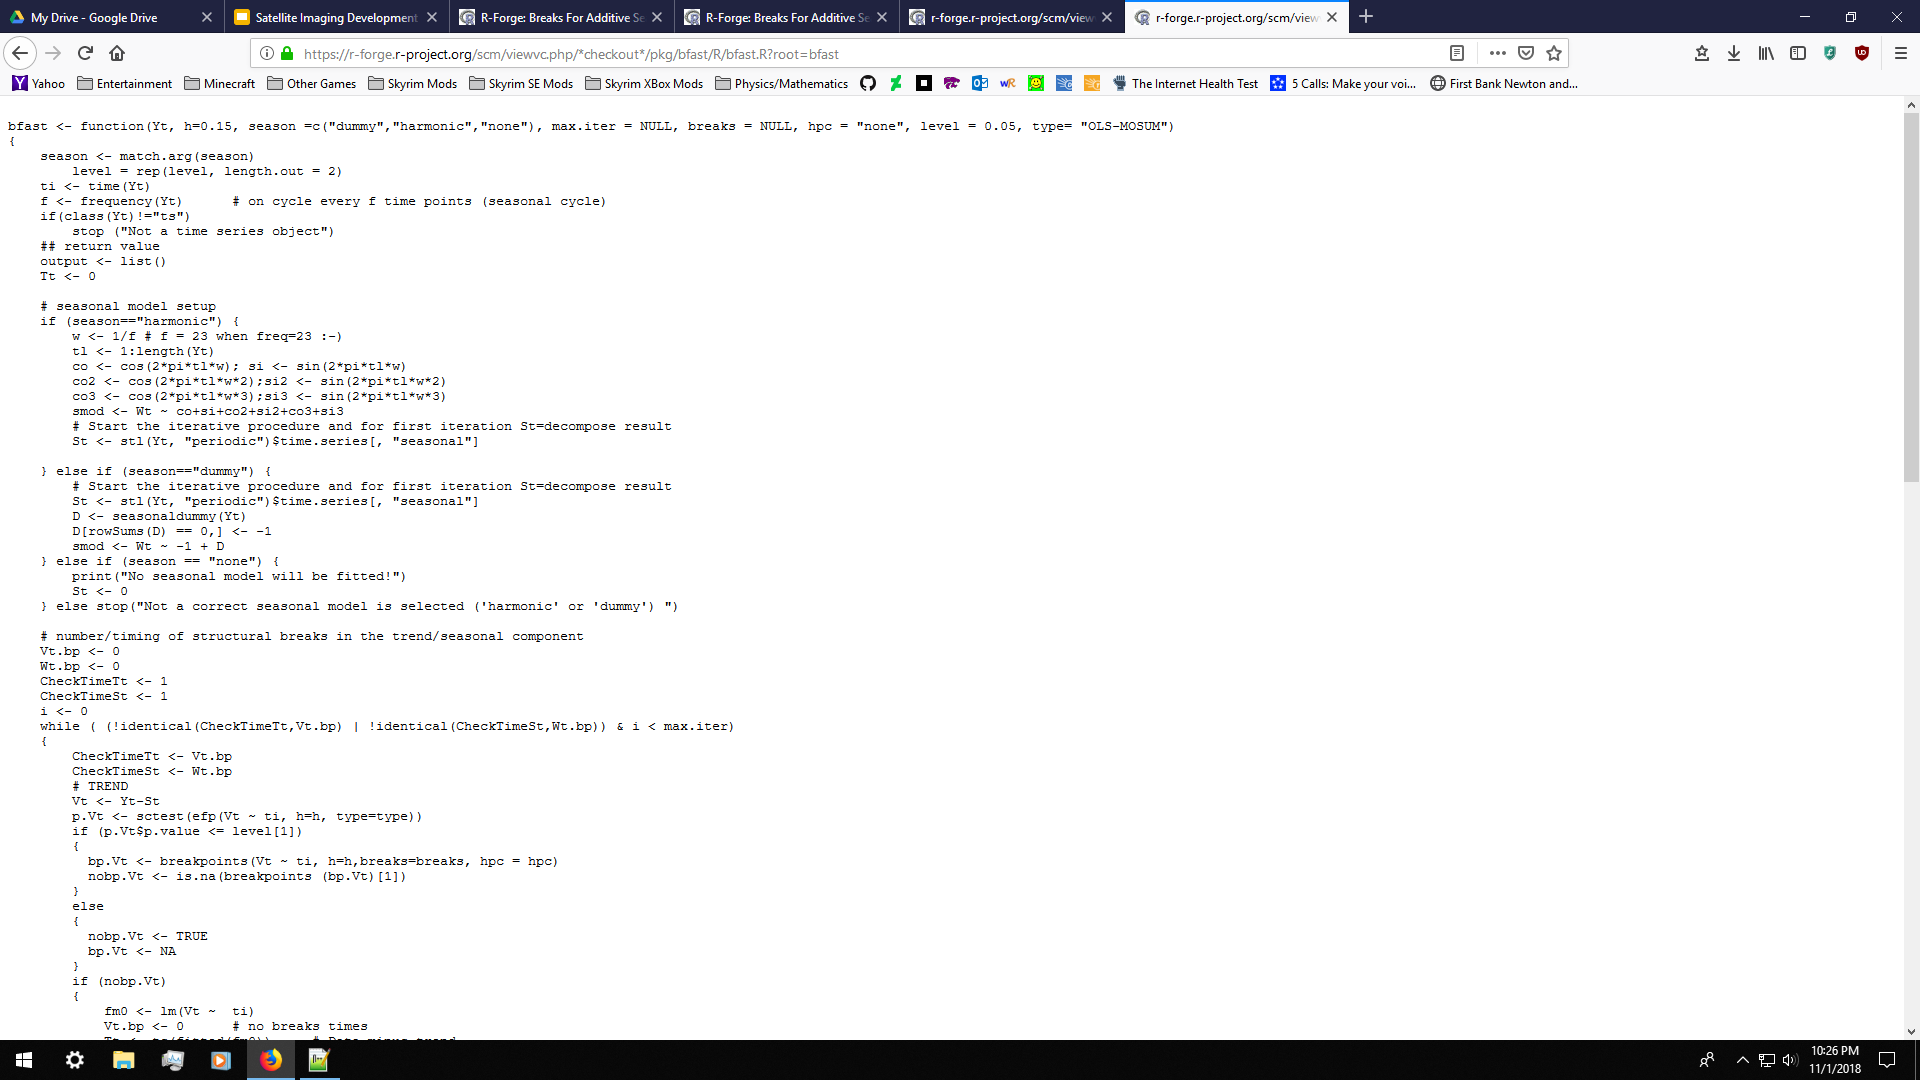 My Drive - Google Drive
Satellite Imaging Development
R-Forge: Breaks For Additive Se
R-Forge: Breaks For Additive Se
r-forge.r-project.org/scm/view
r-forge.r-project.org/scm/view
https://r-forge.r-project.org/scm/viewvc.php/*checkout*/pkg/bfast/R/bfast.R?root=bfast
Yahoo Entertainment Minecraft Other Games Skyrim Mods Skyrim SE Mods Skyrim XBox Mods Physics/Mathematics The Internet Health Test 5 Calls: Make your voi... First Bank Newton and...
bfast <- function(Yt, h=0.15, season =c("dummy","harmonic","none"), max.iter = NULL, breaks = NULL, hpc = "none", level = 0.05, type= "OLS-MOSUM")
{
    season <- match.arg(season)
        level = rep(level, length.out = 2)
    ti <- time(Yt)
    f <- frequency(Yt)      # on cycle every f time points (seasonal cycle)
    if(class(Yt)!="ts")
        stop ("Not a time series object")
    ## return value
    output <- list()
    Tt <- 0
    # seasonal model setup
    if (season=="harmonic") {
        w <- 1/f # f = 23 when freq=23 :-)
        tl <- 1:length(Yt)
        co <- cos(2*pi*tl*w); si <- sin(2*pi*tl*w)
        co2 <- cos(2*pi*tl*w*2);si2 <- sin(2*pi*tl*w*2)
        co3 <- cos(2*pi*tl*w*3);si3 <- sin(2*pi*tl*w*3)
        smod <- Wt ~ co+si+co2+si2+co3+si3
        # Start the iterative procedure and for first iteration St=decompose result
        St <- stl(Yt, "periodic")$time.series[, "seasonal"]
    } else if (season=="dummy") {
        # Start the iterative procedure and for first iteration St=decompose result
        St <- stl(Yt, "periodic")$time.series[, "seasonal"]
        D <- seasonaldummy(Yt)
        D[rowSums(D) == 0,] <- -1
        smod <- Wt ~ -1 + D
    } else if (season == "none") {
        print("No seasonal model will be fitted!")
        St <- 0
    } else stop("Not a correct seasonal model is selected ('harmonic' or 'dummy') ")
    # number/timing of structural breaks in the trend/seasonal component
    Vt.bp <- 0
    Wt.bp <- 0
    CheckTimeTt <- 1
    CheckTimeSt <- 1
    i <- 0
    while ( (!identical(CheckTimeTt,Vt.bp) | !identical(CheckTimeSt,Wt.bp)) & i < max.iter)
    {
        CheckTimeTt <- Vt.bp
        CheckTimeSt <- Wt.bp
        # TREND
        Vt <- Yt-St
        p.Vt <- sctest(efp(Vt ~ ti, h=h, type=type))
        if (p.Vt$p.value <= level[1])
        {
          bp.Vt <- breakpoints(Vt ~ ti, h=h,breaks=breaks, hpc = hpc)
          nobp.Vt <- is.na(breakpoints (bp.Vt)[1])
        }
        else
        {
          nobp.Vt <- TRUE
          bp.Vt <- NA
        }
        if (nobp.Vt)
        {
            fm0 <- lm(Vt ~  ti)
            Vt.bp <- 0      # no breaks times
            Tt <- ts(fitted(fm0))     # Data minus trend
10:26 PM
11/1/2018